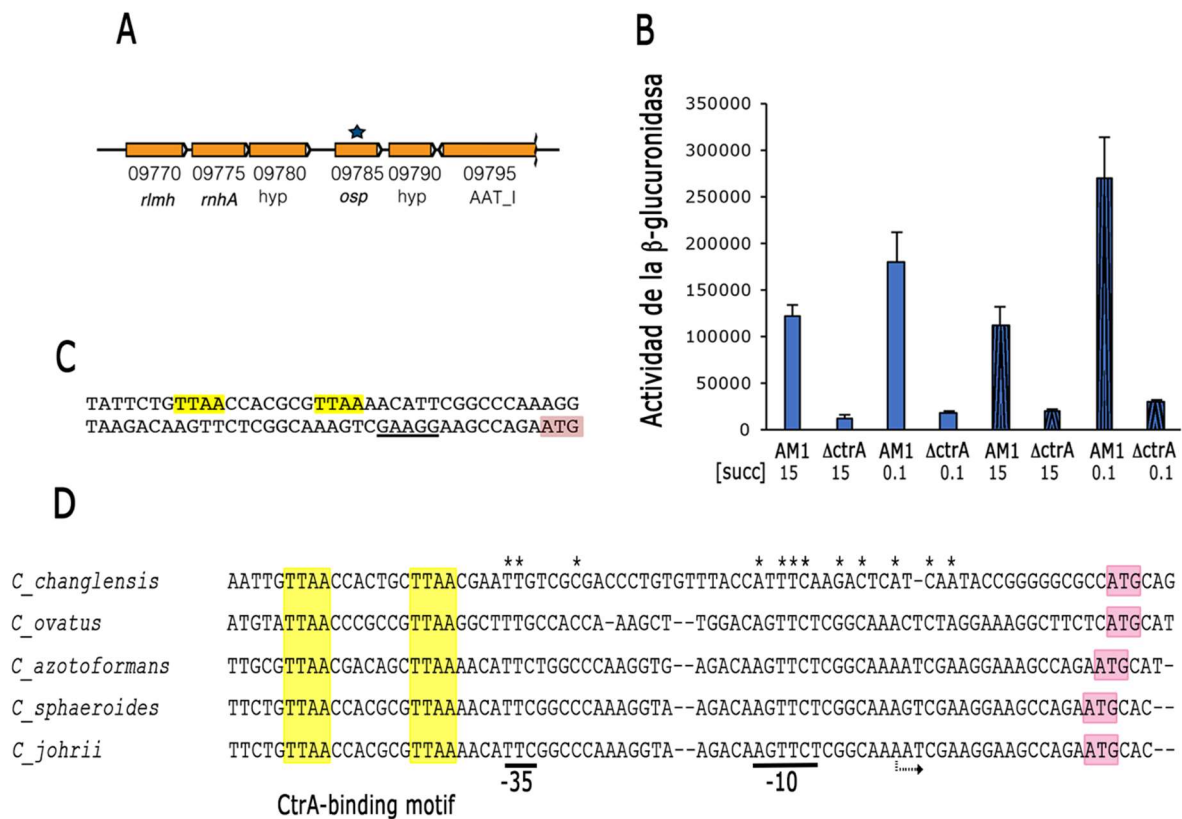 A
09770 09775 09780 09785 09790 09795
rlmh rnhA hyp osp hyp AAT_I
B
Actividad de la β-glucuronidasa
350000
300000
250000
200000
150000
100000
50000
0
AM1 ΔctrA AM1 ΔctrA AM1 ΔctrA AM1 ΔctrA
[succ] 15 15 0.1 0.1 15 15 0.1 0.1
C
TATTCTGTTAACCACGCGTTAAAACATTCGGCCCAAAGG
TAAGACAAGTTCTCGGCAAAGTCGAAGGAAGCCAGAATG
D
** * * *** * * * * *
C_changlensis AATTGTTAACCACTGCTTAACGAATTGTCGCGACCCTGTGTTTACCATTTCAAGACTCAT-CAATACCGGGGGCGCCATGCAG
C_ovatus ATGTATTAACCCGCCGTTAAGGCTTTGCCACCA-AAGCT--TGGACAGTTCTCGGCAAACTCTAGGAAAGGCTTCTCATGCAT
C_azotoformans TTGCGTTAACGACAGCTTAAAACATTCTGGCCCAAGGTG--AGACAAGTTCTCGGCAAAATCGAAGGAAAGCCAGAATGCAT-
C_sphaeroides TTCTGTTAACCACGCGTTAAAACATTCGGCCCAAAGGTA--AGACAAGTTCTCGGCAAAGTCGAAGGAAGCCAGAATGCAC--
C_johrii TTCTGTTAACCACGCGTTAAAACATTCGGCCCAAAGGTA--AGACAAGTTCTCGGCAAAATCGAAGGAAGCCAGAATGCAC--
-35 -10
CtrA-binding motif